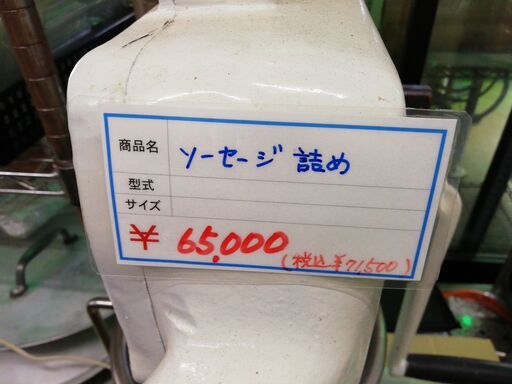 商品名 ソーセージ 詰め
型式
サイズ
¥ 65,000
(税込¥71,500)